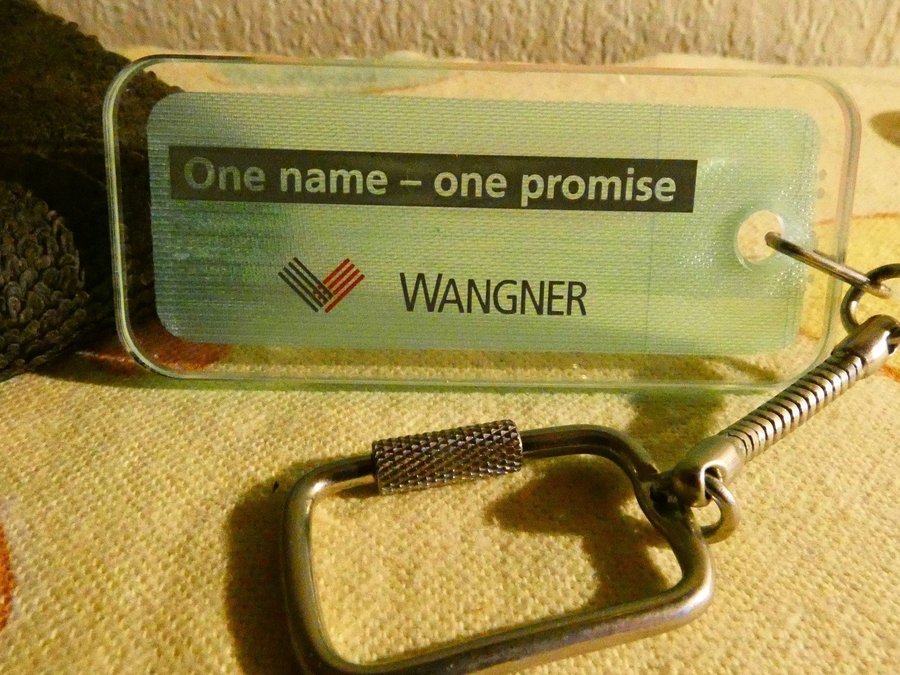 One name – one promise
WANGNER